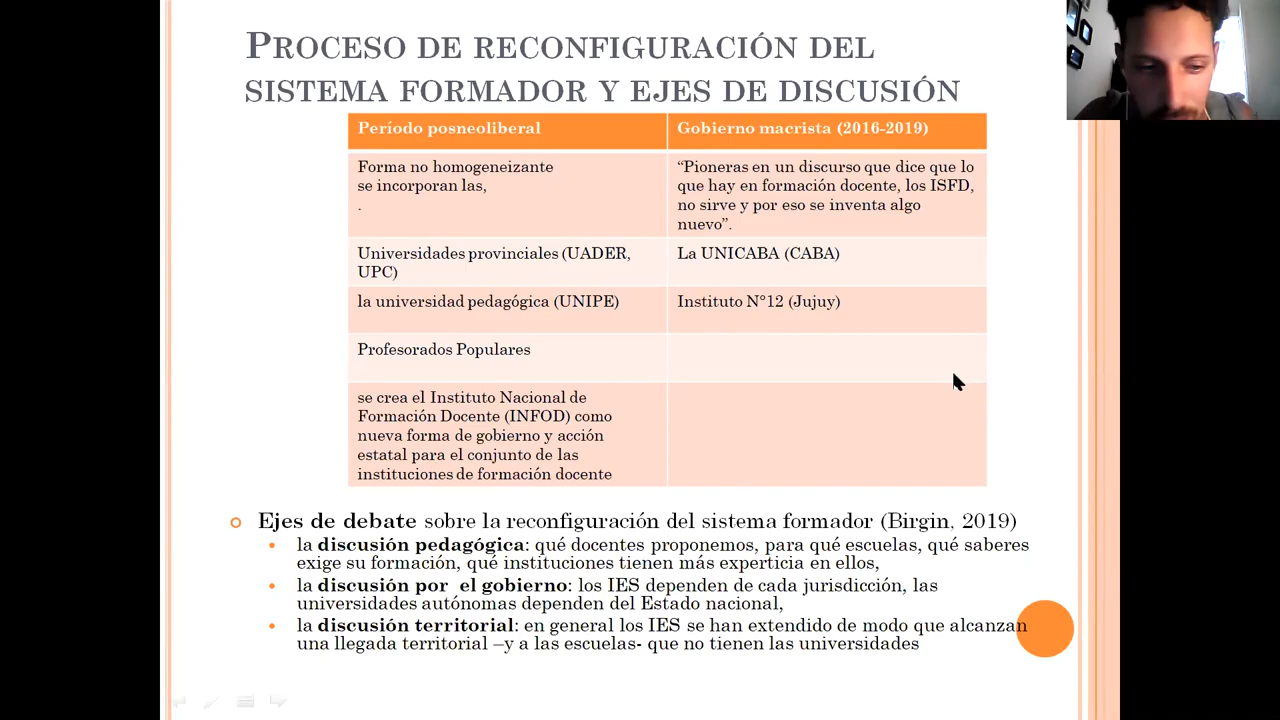 PROCESO DE RECONFIGURACIÓN DEL
SISTEMA FORMADOR Y EJES DE DISCUSIÓN
Período posneoliberal
Gobierno macrista (2016-2019)
Forma no homogeneizante
se incorporan las,
.
“Pioneras en un discurso que dice que lo
que hay en formación docente, los ISFD,
no sirve y por eso se inventa algo
nuevo”.
Universidades provinciales (UADER,
UPC)
La UNICABA (CABA)
la universidad pedagógica (UNIPE)
Instituto N°12 (Jujuy)
Profesorados Populares
se crea el Instituto Nacional de
Formación Docente (INFOD) como
nueva forma de gobierno y acción
estatal para el conjunto de las
instituciones de formación docente
Ejes de debate sobre la reconfiguración del sistema formador (Birgin, 2019)
la discusión pedagógica: qué docentes proponemos, para qué escuelas, qué saberes
exige su formación, qué instituciones tienen más experticia en ellos,
la discusión por el gobierno: los IES dependen de cada jurisdicción, las
universidades autónomas dependen del Estado nacional,
la discusión territorial: en general los IES se han extendido de modo que alcanzan
una llegada territorial –y a las escuelas- que no tienen las universidades